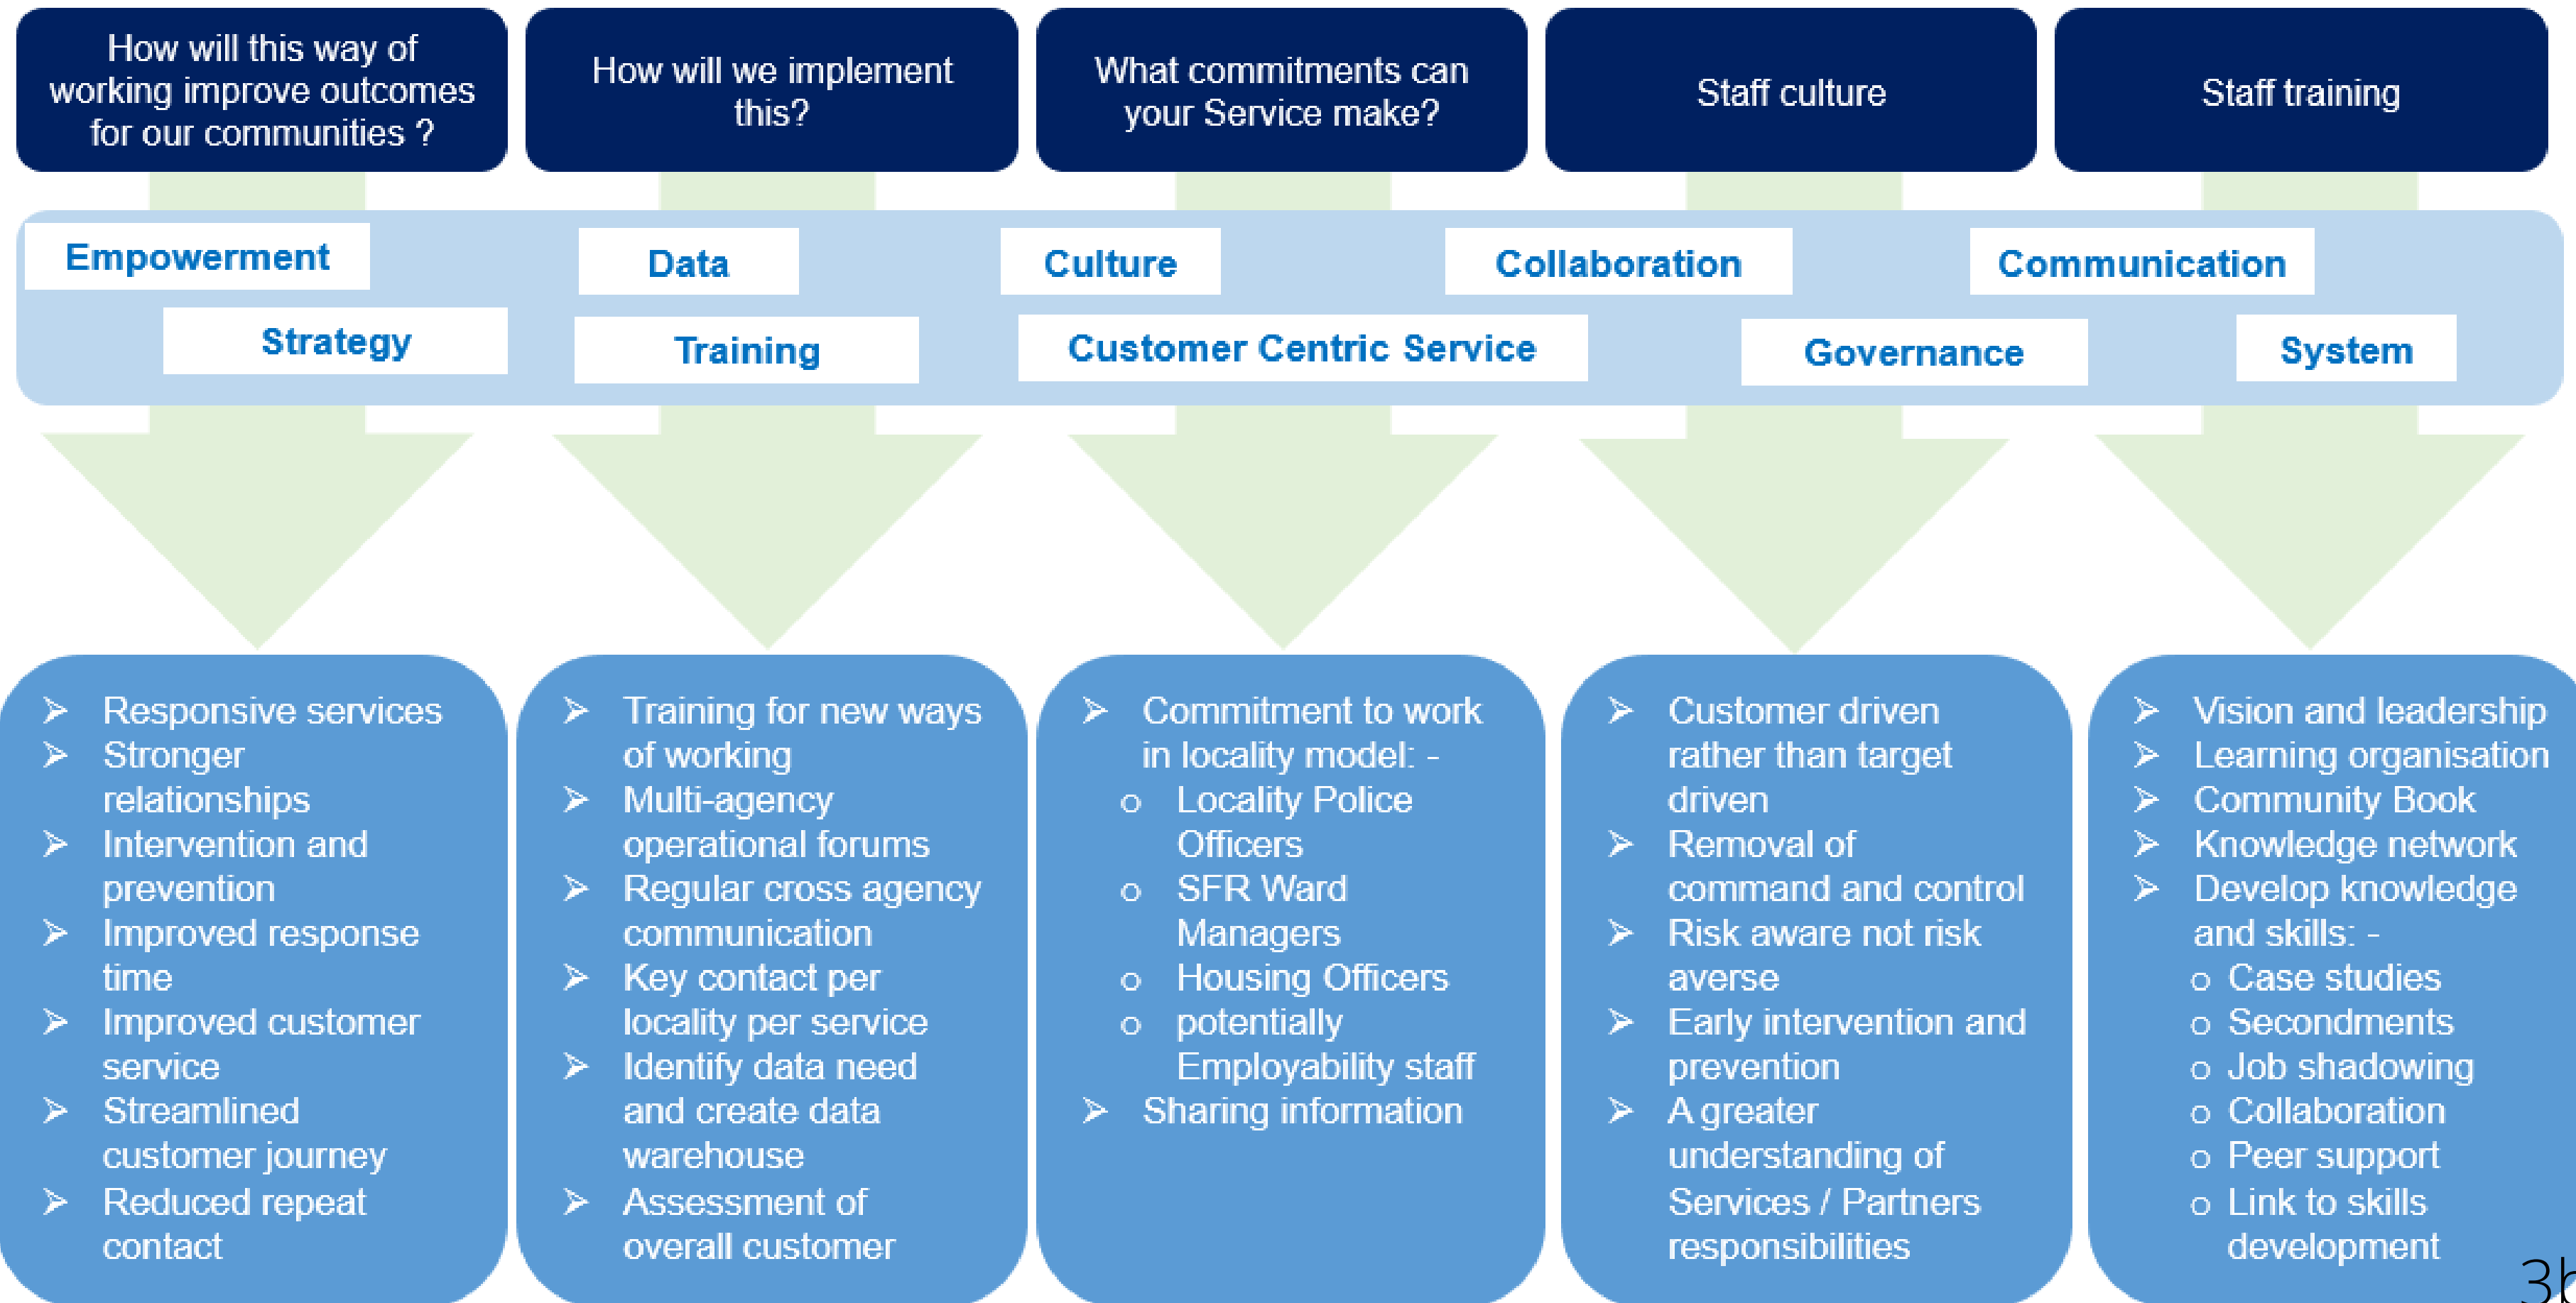 How will this way of
working improve outcomes
for our communities ?
How will we implement
this?
What commitments can
your Service make?
Staff culture
Staff training
Empowerment
Data
Culture
Collaboration
Communication
Strategy
Training
Customer Centric Service
Governance
System
➢ Responsive services
➢ Stronger
relationships
➢ Intervention and
prevention
➢ Improved response
time
➢ Improved customer
service
➢ Streamlined
customer journey
➢ Reduced repeat
contact
➢ Training for new ways
of working
➢ Multi-agency
operational forums
➢ Regular cross agency
communication
➢ Key contact per
locality per service
➢ Identify data need
and create data
warehouse
➢ Assessment of
overall customer
➢ Commitment to work
in locality model: -
o Locality Police
Officers
o SFR Ward
Managers
o Housing Officers
o potentially
Employability staff
➢ Sharing information
➢ Customer driven
rather than target
driven
➢ Removal of
command and control
➢ Risk aware not risk
averse
➢ Early intervention and
prevention
➢ A greater
understanding of
Services / Partners
responsibilities
➢ Vision and leadership
➢ Learning organisation
➢ Community Book
➢ Knowledge network
➢ Develop knowledge
and skills: -
o Case studies
o Secondments
o Job shadowing
o Collaboration
o Peer support
o Link to skills
development
3b